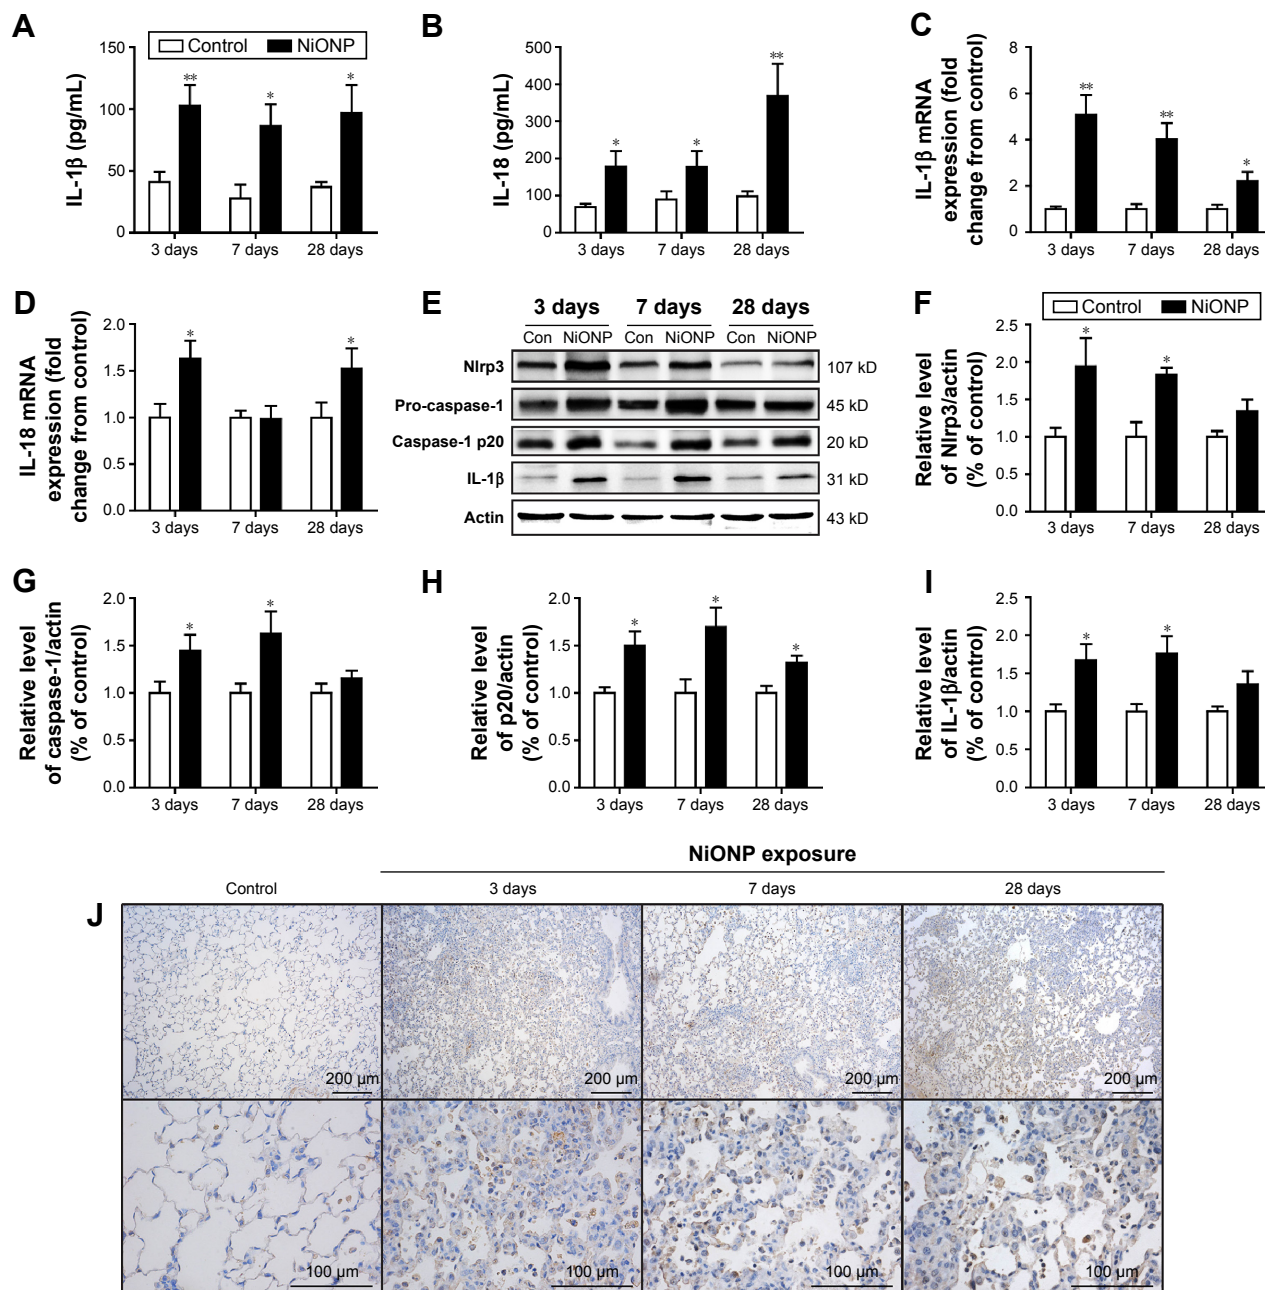 A
Control NiONP
IL-1β (pg/mL)
150
100
50
0
** * *
3 days 7 days 28 days
B
IL-18 (pg/mL)
500
400
300
200
100
0
* * **
3 days 7 days 28 days
C
IL-1β mRNA
expression (fold
change from control)
8
6
4
2
0
** ** *
3 days 7 days 28 days
D
IL-18 mRNA
expression (fold
change from control)
2.0
1.5
1.0
0.5
0.0
* *
3 days 7 days 28 days
E
3 days 7 days 28 days
Con NiONP Con NiONP Con NiONP
Nlrp3 107 kD
Pro-caspase-1 45 kD
Caspase-1 p20 20 kD
IL-1β 31 kD
Actin 43 kD
F
Control NiONP
Relative level
of Nlrp3/actin
(% of control)
2.5
2.0
1.5
1.0
0.5
0.0
* *
3 days 7 days 28 days
G
Relative level
of caspase-1/actin
(% of control)
2.0
1.5
1.0
0.5
0.0
* *
3 days 7 days 28 days
H
Relative level
of p20/actin
(% of control)
2.0
1.5
1.0
0.5
0.0
* * *
3 days 7 days 28 days
I
Relative level
of IL-1β/actin
(% of control)
2.5
2.0
1.5
1.0
0.5
0.0
* *
3 days 7 days 28 days
NiONP exposure
Control 3 days 7 days 28 days
J
200 μm 200 μm 200 μm 200 μm
100 μm 100 μm 100 μm 100 μm